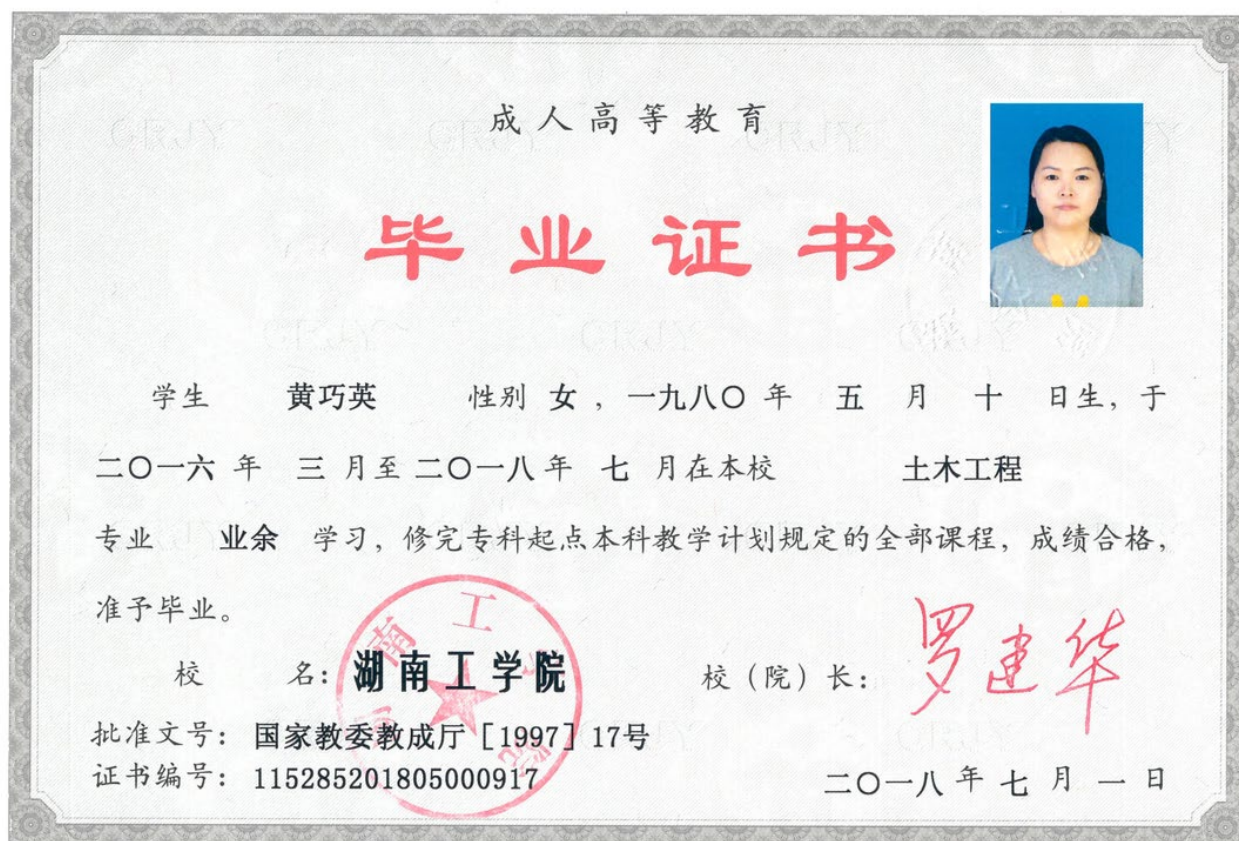 成人高等教育
毕业证书
学生 黄巧英 性别 女，一九八〇 年 五 月 十 日生，于
二〇一六 年 三 月至 二〇一八 年 七 月在本校 土木工程
专业 业余 学习，修完专科起点本科教学计划规定的全部课程，成绩合格，
准予毕业。
校 名：湖南工学院 校（院）长：罗建华
湖南工学院
批准文号：国家教委教成厅［1997］17号
证书编号：115285201805000917
二〇一八 年 七 月 一 日